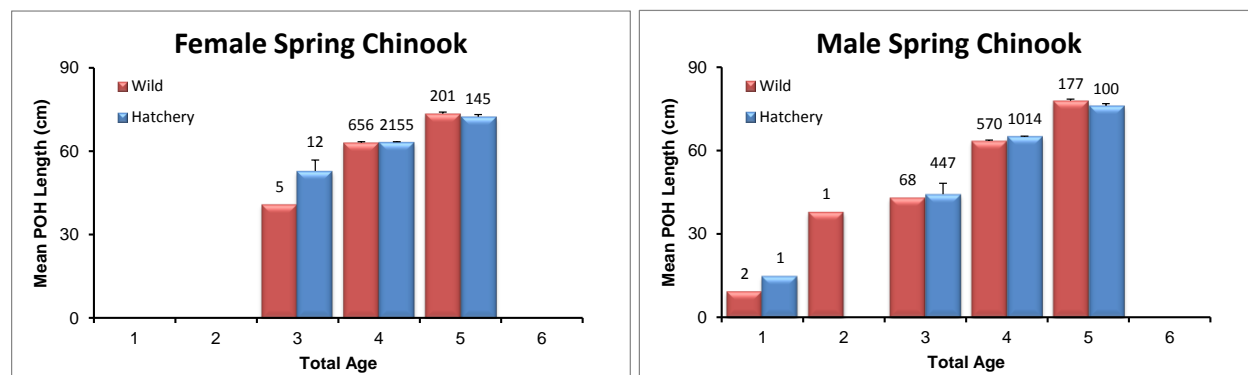 Female Spring Chinook
90
60
30
0
Mean POH Length (cm)
Wild
Hatchery
5
12
656
2155
201
145
1 2 3 4 5 6
Total Age
Male Spring Chinook
90
60
30
0
Mean POH Length (cm)
Wild
Hatchery
2
1
1
68
447
570
1014
177
100
1 2 3 4 5 6
Total Age